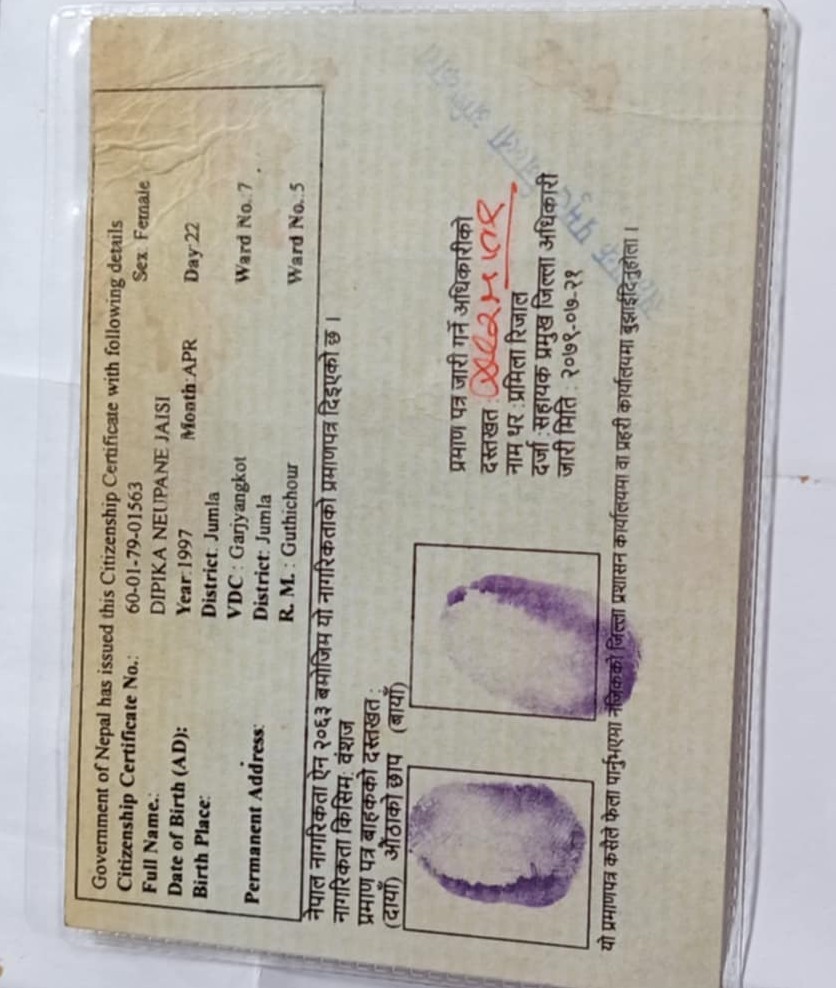 Government of Nepal has issued this Citizenship Certificate with following details
Citizenship Certificate No.: 60-01-79-01563 Sex: Female
Full Name.: DIPIKA NEUPANE JAISI
Date of Birth (AD): Year:1997 Month:APR Day:22
Birth Place: District: Jumla
VDC : Garjyangkot Ward No.:7
Permanent Address: District: Jumla
R. M. : Guthichour Ward No.:5
नेपाल नागरिकता ऐन २०६३ बमोजिम यो नागरिकताको प्रमाणपत्र दिइएको छ ।
नागरिकता किसिम: वंशज
प्रमाण पत्र बाहकको दस्तखत :
(दायाँ) औंठाको छाप (बायाँ)
प्रमाण पत्र जारी गर्ने अधिकारीको
दस्तखत :
नाम थर :प्रमिला रिजाल
दर्जा :सहायक प्रमुख जिल्ला अधिकारी
जारी मिति : २०७९-०७-२१
यो प्रमाणपत्र कसैले फेला पार्नुभएमा नजिकको जिल्ला प्रशासन कार्यालयमा वा प्रहरी कार्यालयमा बुझाईदिनुहोला ।